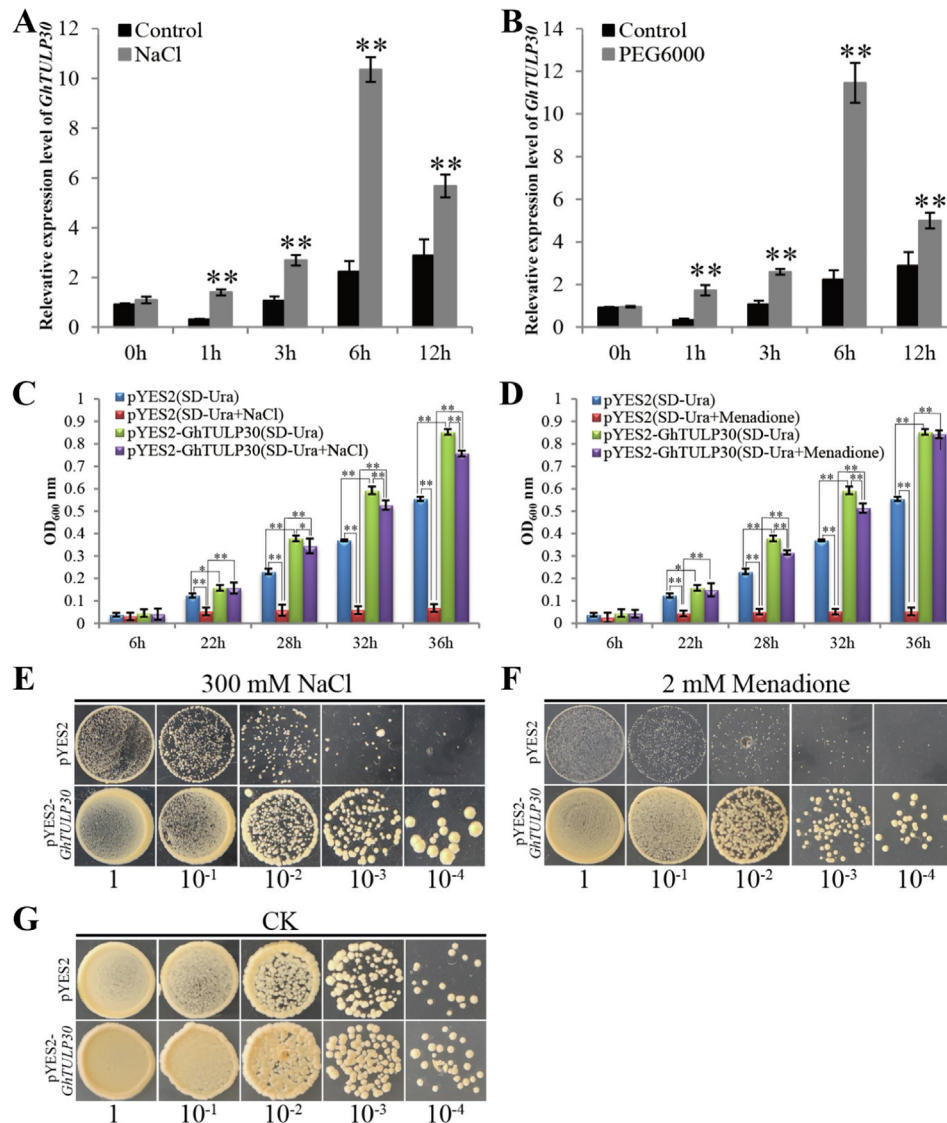 A
Relevative expression level of GhTULP30
12
10
8
6
4
2
0
Control
NaCl
**
**
**
**
0h 1h 3h 6h 12h
B
Relevative expression level of GhTULP30
14
12
10
8
6
4
2
0
Control
PEG6000
**
**
**
**
0h 1h 3h 6h 12h
C
OD600 nm
1
0.9
0.8
0.7
0.6
0.5
0.4
0.3
0.2
0.1
0
pYES2(SD-Ura)
pYES2(SD-Ura+NaCl)
pYES2-GhTULP30(SD-Ura)
pYES2-GhTULP30(SD-Ura+NaCl)
**
*
**
**
**
*
**
**
**
**
**
**
**
**
**
**
6h 22h 28h 32h 36h
D
OD600 nm
1
0.9
0.8
0.7
0.6
0.5
0.4
0.3
0.2
0.1
0
pYES2(SD-Ura)
pYES2(SD-Ura+Menadione)
pYES2-GhTULP30(SD-Ura)
pYES2-GhTULP30(SD-Ura+Menadione)
**
*
**
**
**
**
**
**
**
**
**
**
**
**
6h 22h 28h 32h 36h
E
300 mM NaCl
pYES2
pYES2-
GhTULP30
1 10-1 10-2 10-3 10-4
F
2 mM Menadione
pYES2
pYES2-
GhTULP30
1 10-1 10-2 10-3 10-4
G
CK
pYES2
pYES2-
GhTULP30
1 10-1 10-2 10-3 10-4